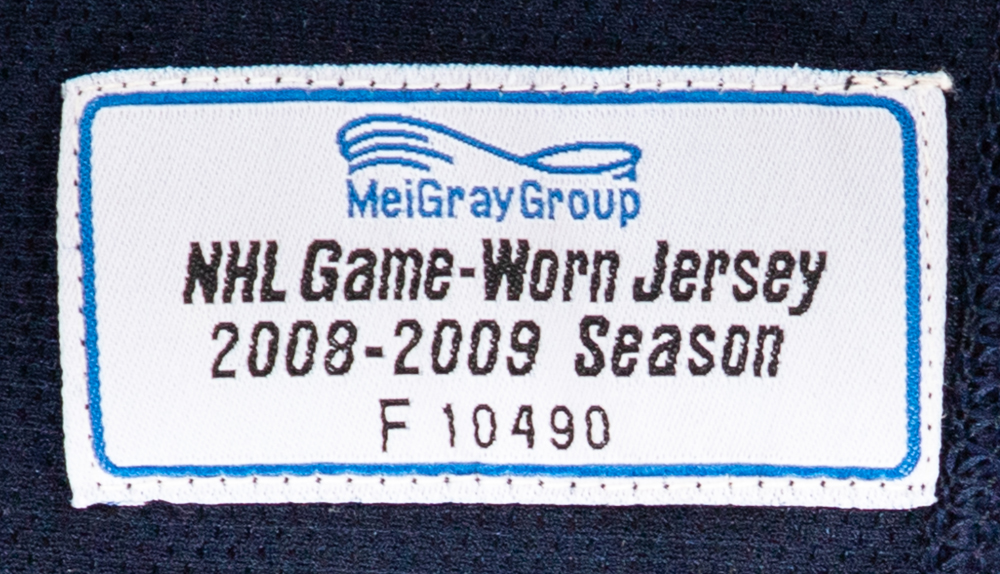 MeiGrayGroup
NHL Game-Worn Jersey
2008-2009 Season
F 10490